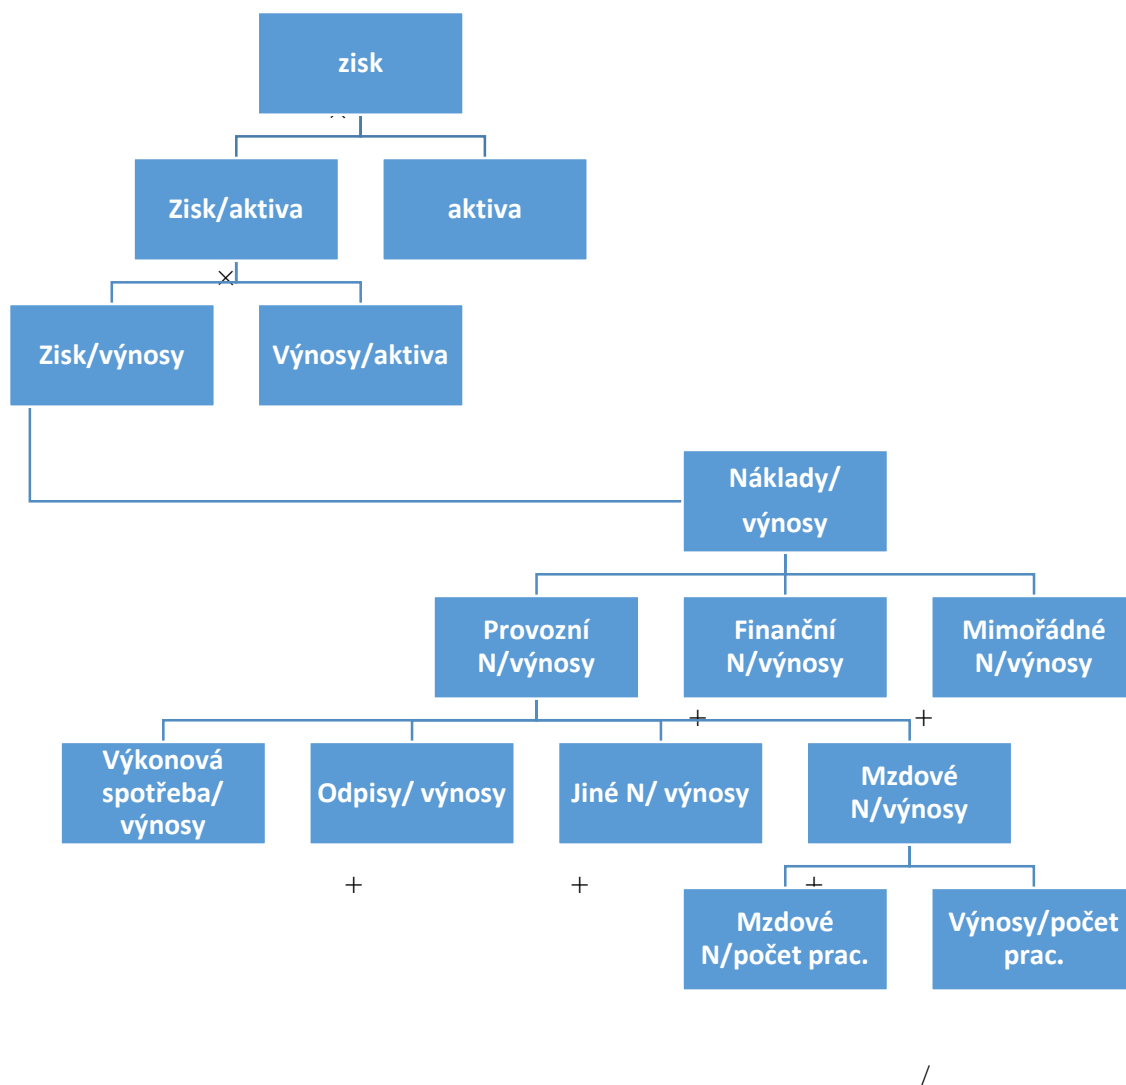 zisk
×
Zisk/aktiva
aktiva
×
Zisk/výnosy
Výnosy/aktiva
Náklady/
výnosy
Provozní
N/výnosy
Finanční
N/výnosy
Mimořádné
N/výnosy
+
+
Výkonová
spotřeba/
výnosy
Odpisy/ výnosy
Jiné N/ výnosy
Mzdové
N/výnosy
+
+
+
Mzdové
N/počet prac.
Výnosy/počet
prac.
/